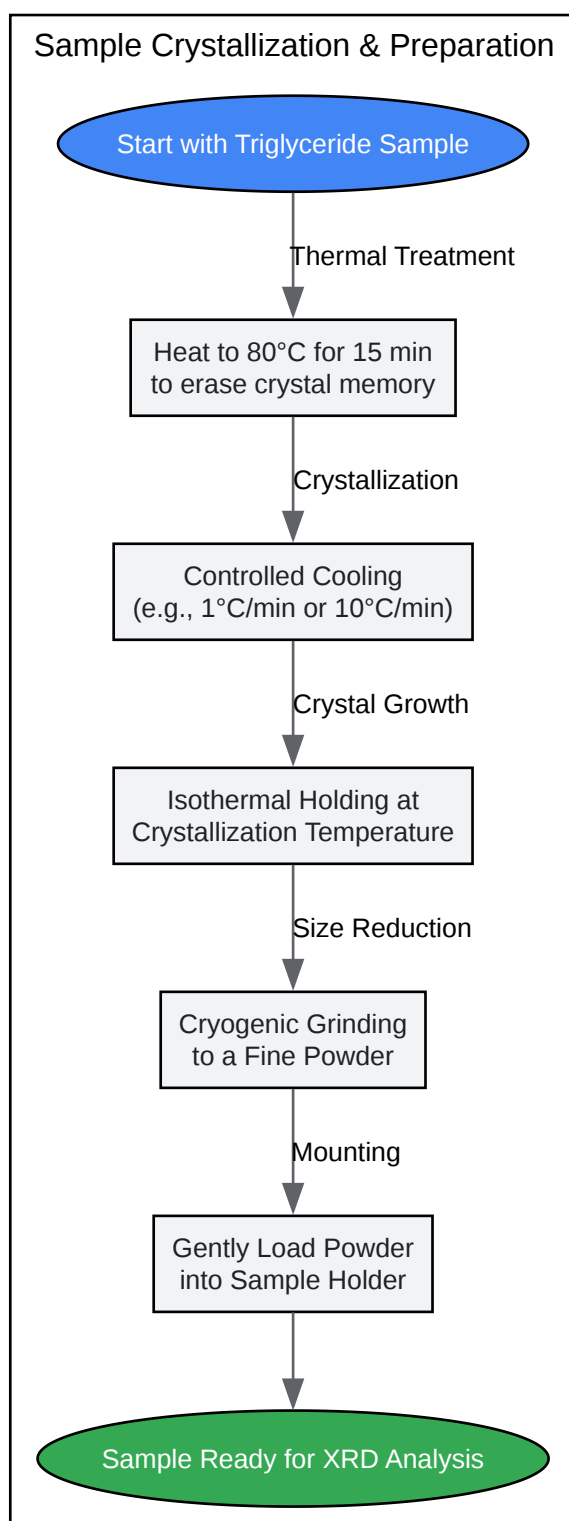 Sample Crystallization & Preparation
Start with Triglyceride Sample
Thermal Treatment
Heat to 80°C for 15 min
to erase crystal memory
Crystallization
Controlled Cooling
(e.g., 1°C/min or 10°C/min)
Crystal Growth
Isothermal Holding at
Crystallization Temperature
Size Reduction
Cryogenic Grinding
to a Fine Powder
Mounting
Gently Load Powder
into Sample Holder
Sample Ready for XRD Analysis